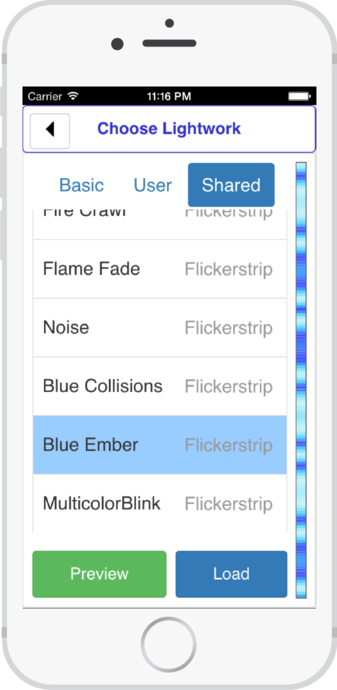 Carrier 11:16 PM
Choose Lightwork
Basic User Shared
Fire Crawl Flickerstrip
Flame Fade Flickerstrip
Noise Flickerstrip
Blue Collisions Flickerstrip
Blue Ember Flickerstrip
MulticolorBlink Flickerstrip
Preview Load